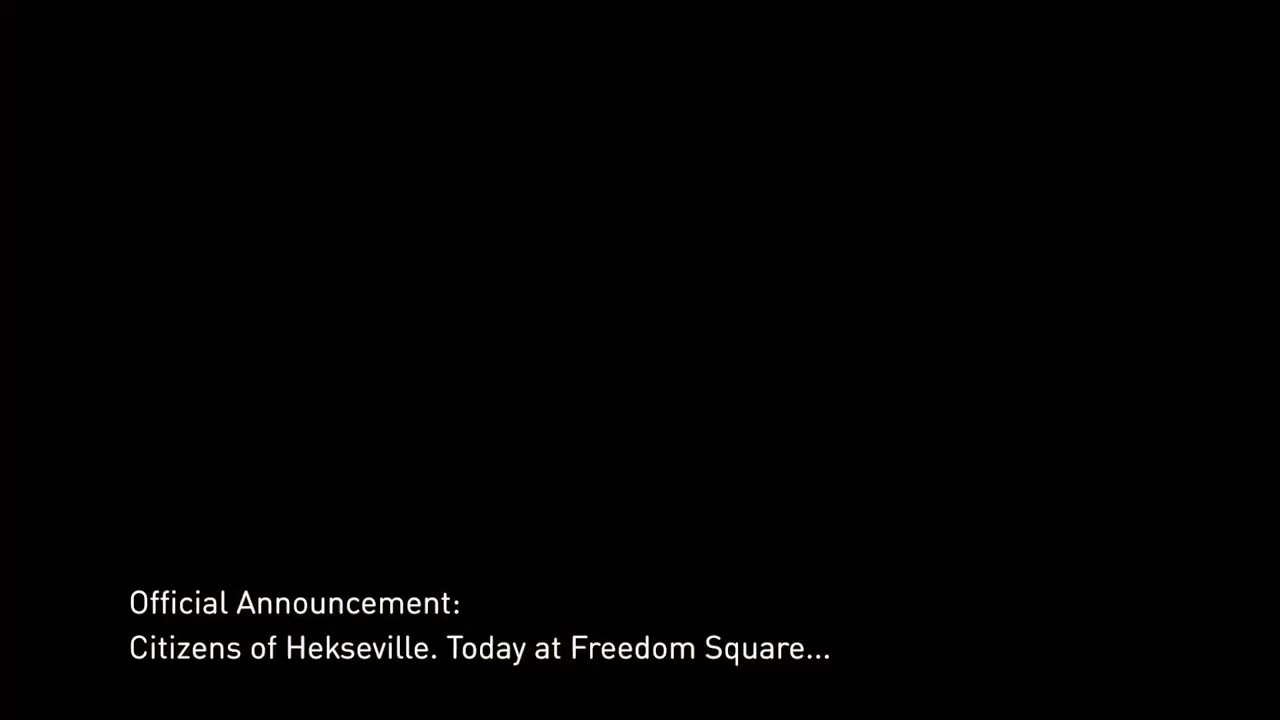 Official Announcement:
Citizens of Hekseville. Today at Freedom Square...